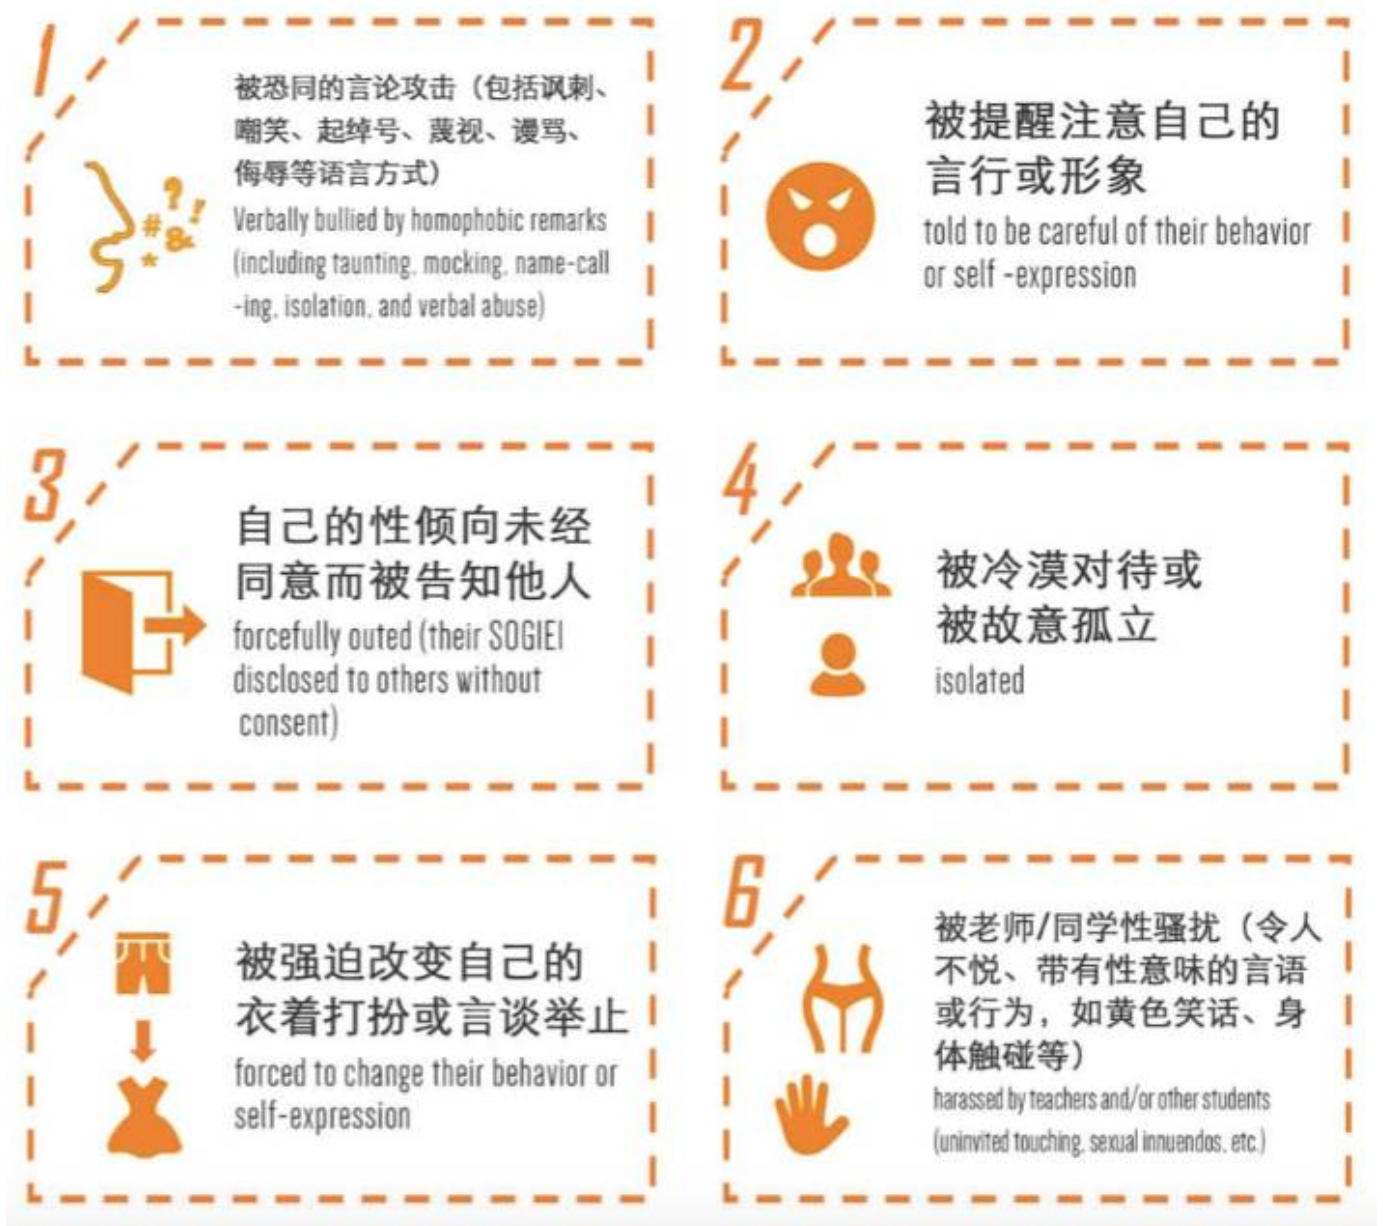 1
被恐同的言论攻击（包括讽刺、
嘲笑、起绰号、蔑视、谩骂、
侮辱等语言方式）
Verbally bullied by homophobic remarks
(including taunting, mocking, name-call
-ing, isolation, and verbal abuse)
?
!
#
&
*
2
被提醒注意自己的
言行或形象
told to be careful of their behavior
or self -expression
3
自己的性倾向未经
同意而被告知他人
forcefully outed (their SOGIEI
disclosed to others without
consent)
4
被冷漠对待或
被故意孤立
isolated
5
被强迫改变自己的
衣着打扮或言谈举止
forced to change their behavior or
self-expression
6
被老师/同学性骚扰（令人
不悦、带有性意味的言语
或行为，如黄色笑话、身
体触碰等）
harassed by teachers and/or other students
(uninvited touching, sexual innuendos, etc.)